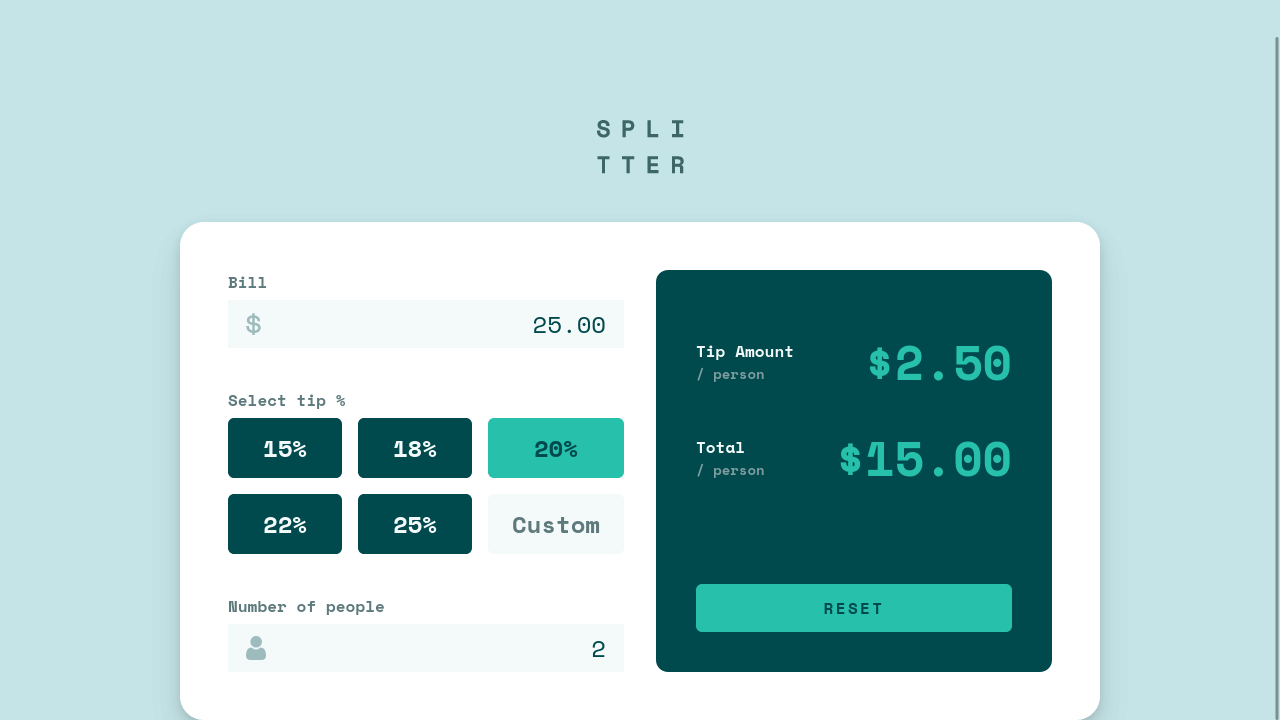 SPLI
TTER
Bill
$ 25.00
Select tip %
15% 18% 20%
22% 25% Custom
Number of people
2
Tip Amount
/ person
$2.50
Total
/ person
$15.00
RESET